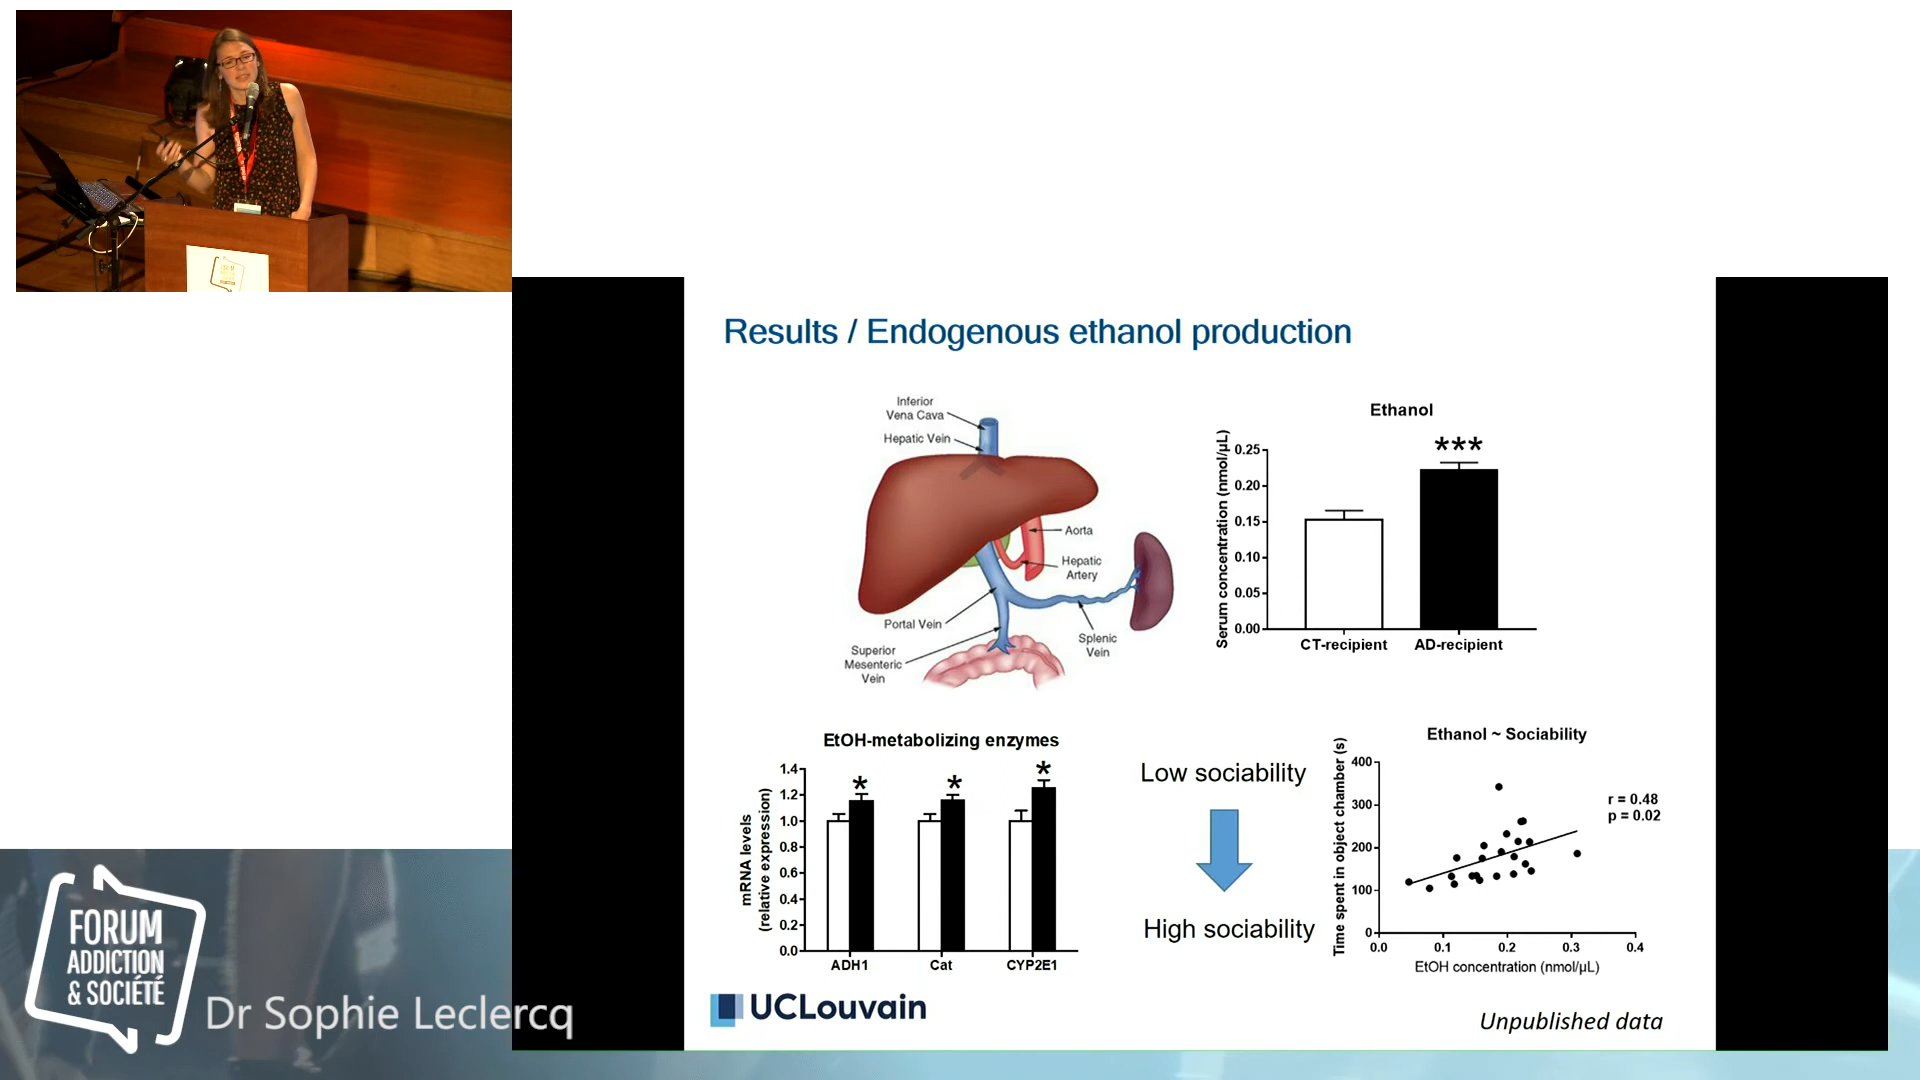 Results / Endogenous ethanol production
Inferior
Vena Cava
Hepatic Vein
Aorta
Hepatic
Artery
Portal Vein
Superior
Mesenteric
Vein
Splenic
Vein
Ethanol
***
Serum concentration (nmol/µL)
0.25
0.20
0.15
0.10
0.05
0.00
CT-recipient AD-recipient
EtOH-metabolizing enzymes
* * *
mRNA levels
(relative expression)
1.4
1.2
1.0
0.8
0.6
0.4
0.2
0.0
ADH1 Cat CYP2E1
Low sociability
High sociability
Ethanol ~ Sociability
Time spent in object chamber (s)
400
300
200
100
0
r = 0.48
p = 0.02
0.0 0.1 0.2 0.3 0.4
EtOH concentration (nmol/µL)
UCLouvain
Unpublished data
FORUM
ADDICTION
& SOCIÉTÉ
Dr Sophie Leclercq